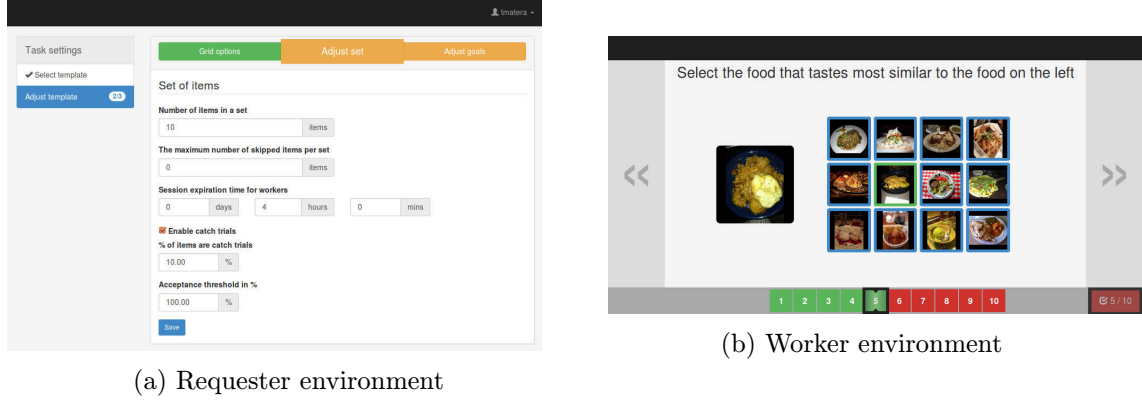 tmatera
Task settings
Select template
Adjust template 2/3
Grid options Adjust set Adjust goals
Set of items
Number of items in a set
10 items
The maximum number of skipped items per set
0 items
Session expiration time for workers
0 days 4 hours 0 mins
Enable catch trials
% of items are catch trials
10.00 %
Acceptance threshold in %
100.00 %
Save
(a) Requester environment
Select the food that tastes most similar to the food on the left
« »
1 2 3 4 5 6 7 8 9 10 5 / 10
(b) Worker environment